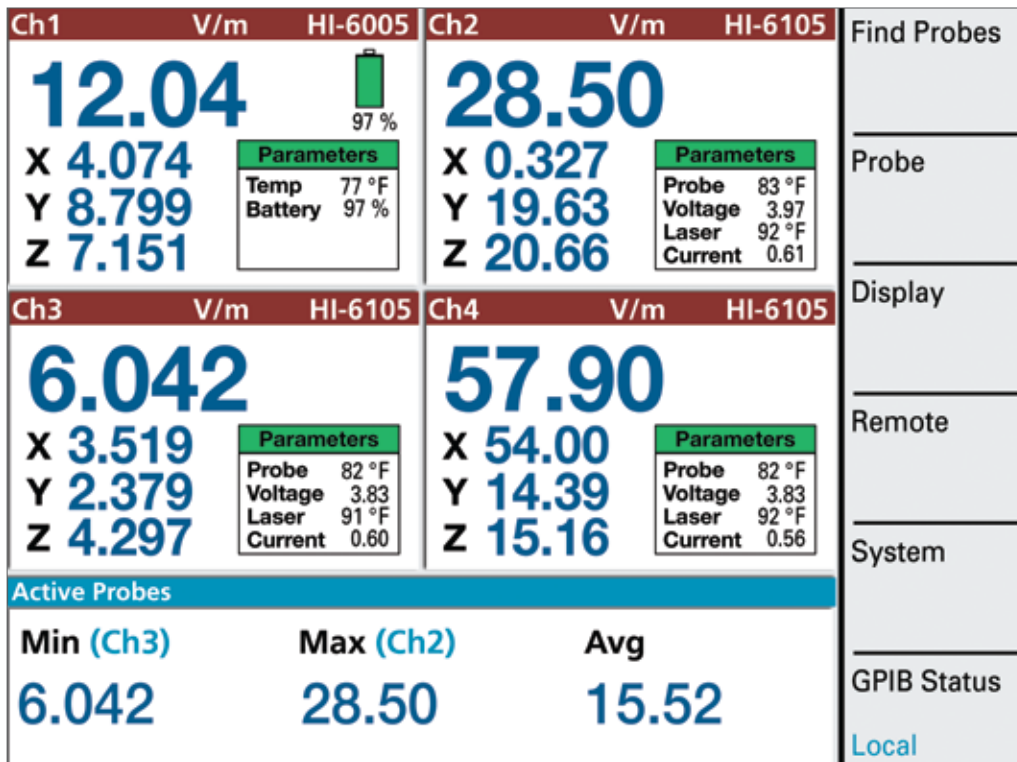 Ch1 V/m HI-6005
12.04
97 %
X 4.074
Y 8.799
Z 7.151
Parameters
Temp 77 °F
Battery 97 %
Ch2 V/m HI-6105
28.50
X 0.327
Y 19.63
Z 20.66
Parameters
Probe 83 °F
Voltage 3.97
Laser 92 °F
Current 0.61
Ch3 V/m HI-6105
6.042
X 3.519
Y 2.379
Z 4.297
Parameters
Probe 82 °F
Voltage 3.83
Laser 91 °F
Current 0.60
Ch4 V/m HI-6105
57.90
X 54.00
Y 14.39
Z 15.16
Parameters
Probe 82 °F
Voltage 3.83
Laser 92 °F
Current 0.56
Active Probes
Min (Ch3) Max (Ch2) Avg
6.042 28.50 15.52
Find Probes
Probe
Display
Remote
System
GPIB Status
Local